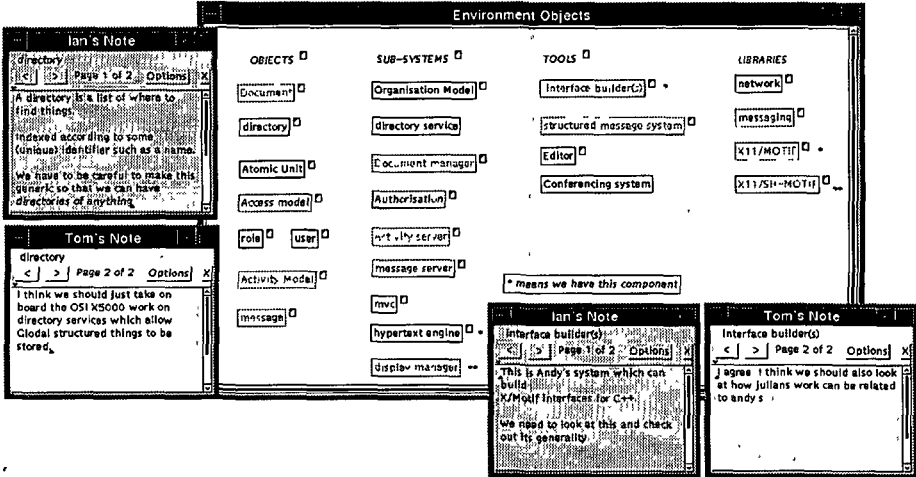 Environment Objects
OBJECTS
Document
directory
Atomic Unit
Access model
role user
Activity Model
message
SUB-SYSTEMS
Organisation Model
directory service
Document manager
Authorisation
activity server
message server
mvc
hypertext engine *
display manager **
TOOLS
Interface builder(s) *
structured message system
Editor
Conferencing system
LIBRARIES
network
messaging
X11/MOTIF *
* means we have this component
Ian's Note
directory
< > Page 1 of 2 Options X
A directory is a list of where to
find things
Indexed according to some
(unique) identifier such as a name.
We have to be careful to make this
generic so that we can have
directories of anything
Tom's Note
directory
< > Page 2 of 2 Options X
I think we should just take on
board the OSI X5000 work on
directory services which allow
Glodal structured things to be
stored.
Ian's Note
Interface builder(s)
< > Page 1 of 2 Options X
This is Andy's system which can
build
X/Motif interfaces for C++.
We need to look at this and check
out its generality
Tom's Note
Interface builder(s)
< > Page 2 of 2 Options X
I agree I think we should also look
at how julians work can be related
to andy s